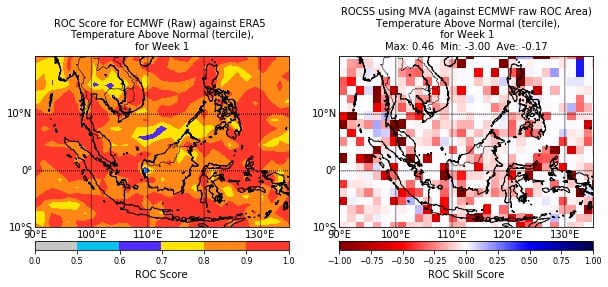 ROC Score for ECMWF (Raw) against ERA5
Temperature Above Normal (tercile),
for Week 1
10°N
0°
10°S
90°E 100°E 110°E 120°E 130°E
0.0 0.5 0.6 0.7 0.8 0.9 1.0
ROC Score
ROCSS using MVA (against ECMWF raw ROC Area)
Temperature Above Normal (tercile),
for Week 1
Max: 0.46 Min: -3.00 Ave: -0.17
10°N
0°
10°S
90°E 100°E 110°E 120°E 130°E
−1.00 −0.75 −0.50 −0.25 0.00 0.25 0.50 0.75 1.00
ROC Skill Score